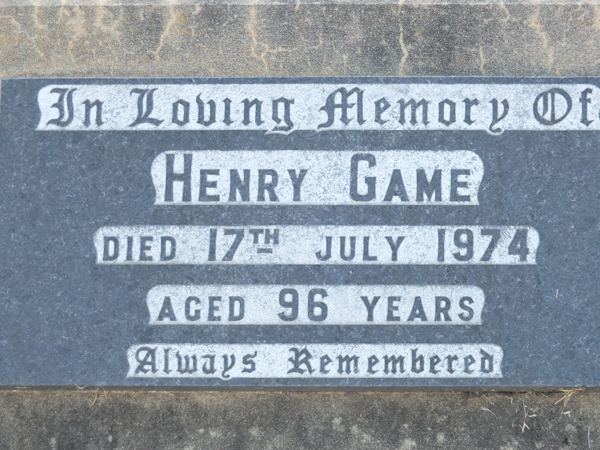 In Loving Memory Of
HENRY GAME
DIED 17TH JULY 1974
AGED 96 YEARS
Always Remembered